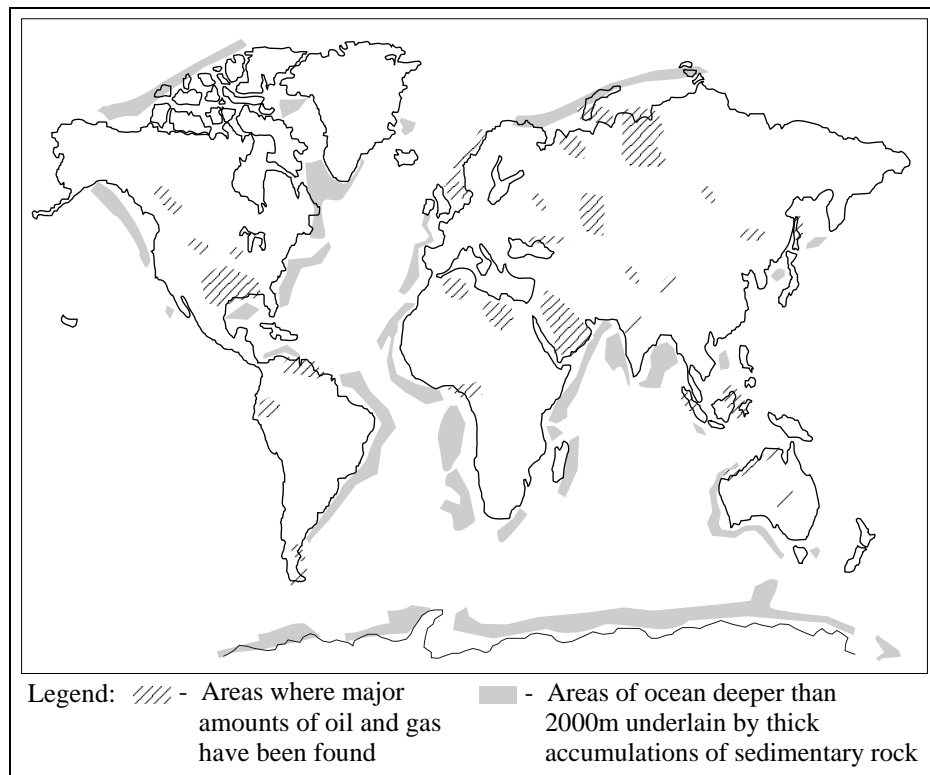 Legend: - Areas where major amounts of oil and gas have been found
- Areas of ocean deeper than 2000m underlain by thick accumulations of sedimentary rock